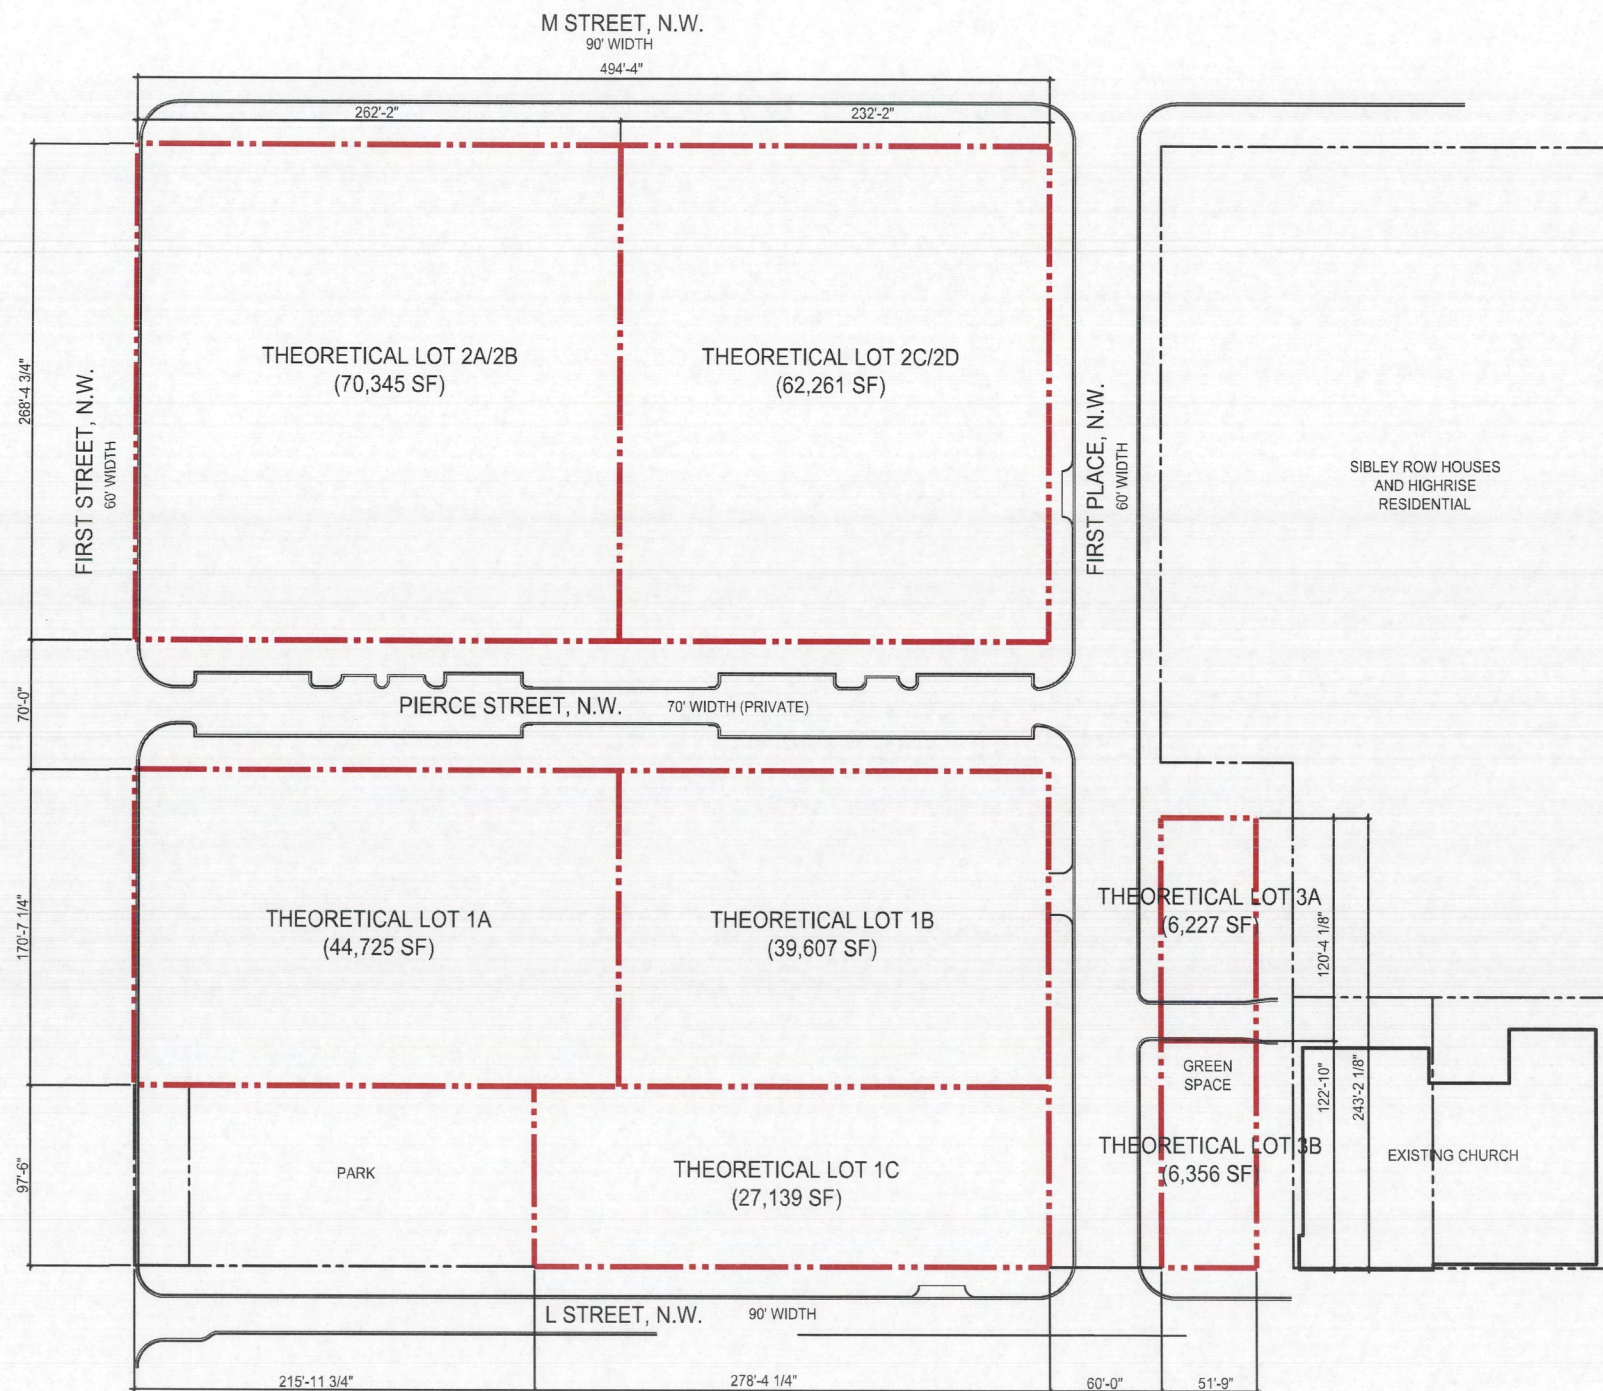 M STREET, N.W.
90' WIDTH
494'-4"
262'-2"
232'-2"
268'-4 3/4"
FIRST STREET, N.W.
60' WIDTH
THEORETICAL LOT 2A/2B
(70,345 SF)
THEORETICAL LOT 2C/2D
(62,261 SF)
FIRST PLACE, N.W.
60' WIDTH
SIBLEY ROW HOUSES
AND HIGHRISE
RESIDENTIAL
70'-0"
PIERCE STREET, N.W.
70' WIDTH (PRIVATE)
170'-7 1/4"
THEORETICAL LOT 1A
(44,725 SF)
THEORETICAL LOT 1B
(39,607 SF)
THEORETICAL LOT 3A
(6,227 SF)
120'-4 1/8"
GREEN
SPACE
122'-10"
243'-2 1/8"
97'-6"
PARK
THEORETICAL LOT 1C
(27,139 SF)
THEORETICAL LOT 3B
(6,356 SF)
EXISTING CHURCH
L STREET, N.W.
90' WIDTH
215'-11 3/4"
278'-4 1/4"
60'-0"
51'-9"